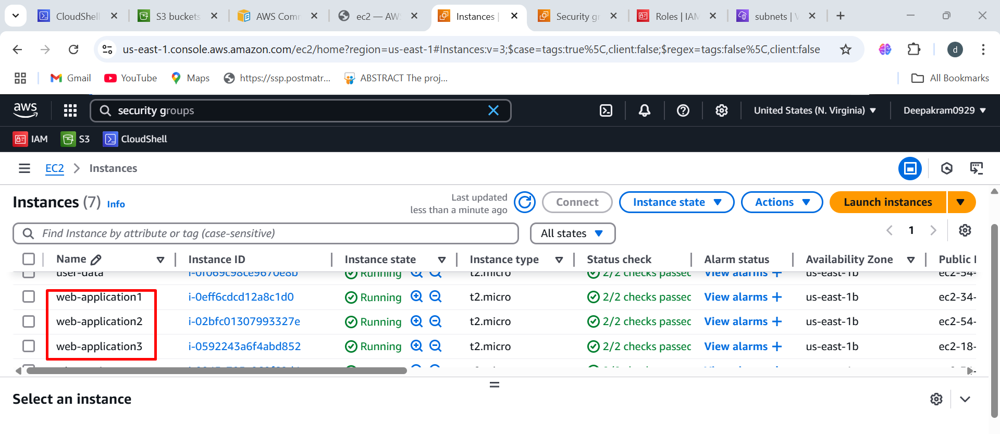 CloudShell
S3 buckets
AWS Com
ec2 — AWS
Instances |
Security gr
Roles | IAM
subnets | V
us-east-1.console.aws.amazon.com/ec2/home?region=us-east-1#Instances:v=3;$case=tags:true%5C,client:false;$regex=tags:false%5C,client:false
d
Gmail
YouTube
Maps
https://ssp.postmatr...
ABSTRACT The proj...
All Bookmarks
aws
security groups
United States (N. Virginia)
Deepakram0929
IAM
S3
CloudShell
EC2 > Instances
Instances (7) Info
Last updated
less than a minute ago
Connect
Instance state
Actions
Launch instances
Find Instance by attribute or tag (case-sensitive)
All states
1
Name Instance ID Instance state Instance type Status check Alarm status Availability Zone Public I
user-data i-0f069c98ce9670e8b Running t2.micro 2/2 checks passed View alarms + us-east-1b ec2-54-
web-application1 i-0eff6cdcd12a8c1d0 Running t2.micro 2/2 checks passed View alarms + us-east-1b ec2-34-
web-application2 i-02bfc01307993327e Running t2.micro 2/2 checks passed View alarms + us-east-1b ec2-54-
web-application3 i-0592243a6f4abd852 Running t2.micro 2/2 checks passed View alarms + us-east-1b ec2-18-
Select an instance